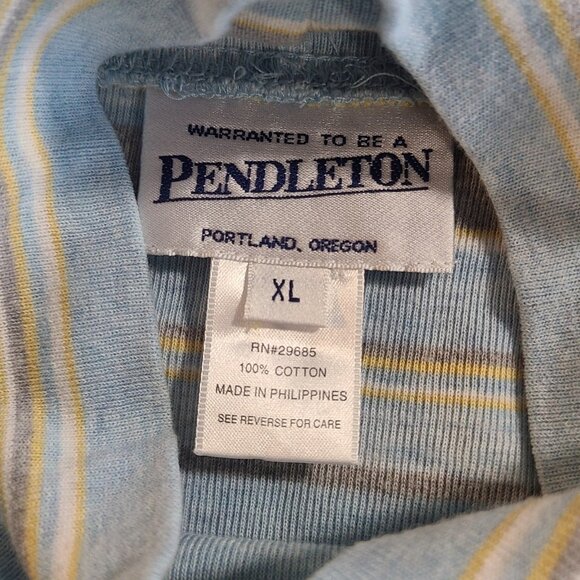 WARRANTED TO BE A
PENDLETON
PORTLAND, OREGON
XL
RN#29685
100% COTTON
MADE IN PHILIPPINES
SEE REVERSE FOR CARE